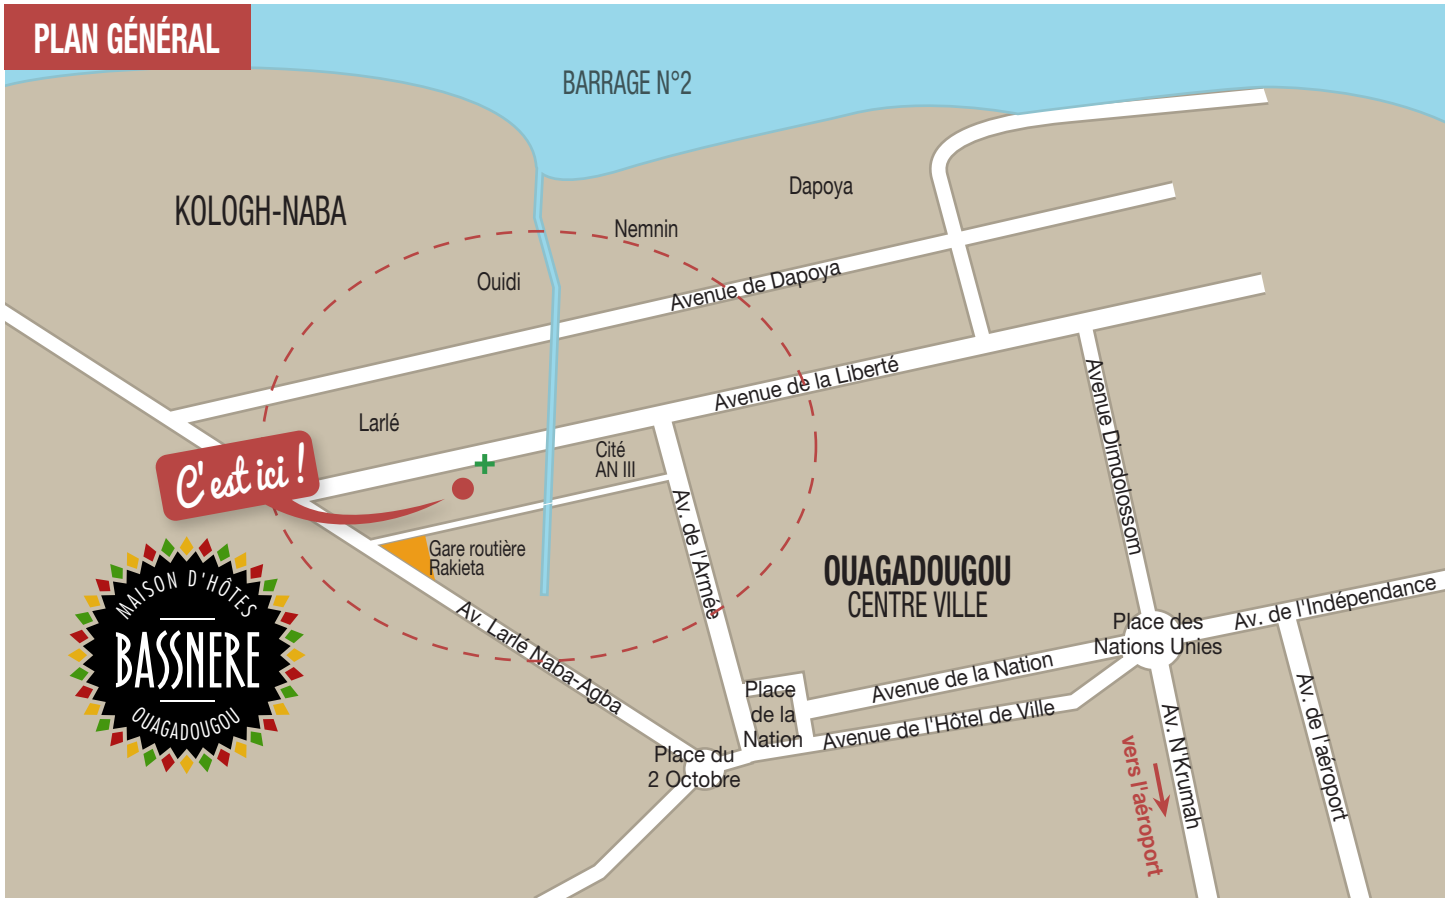 PLAN GÉNÉRAL
BARRAGE N°2
Dapoya
KOLOGH-NABA
Nemnin
Ouidi
Avenue de Dapoya
Avenue de la Liberté
Larlé
Cité
AN III
C'est ici !
Avenue Dimdolossom
Av. de l'Armée
Gare routière
Rakieta
OUAGADOUGOU
CENTRE VILLE
MAISON D'HÔTES
BASSNERE
OUAGADOUGOU
Av. Larlé Naba-Agba
Place des
Nations Unies
Av. de l'Indépendance
Avenue de la Nation
Place
de la
Nation
Avenue de l'Hôtel de Ville
Place du
2 Octobre
vers l'aéroport
Av. N'Krumah
Av. de l'aéroport